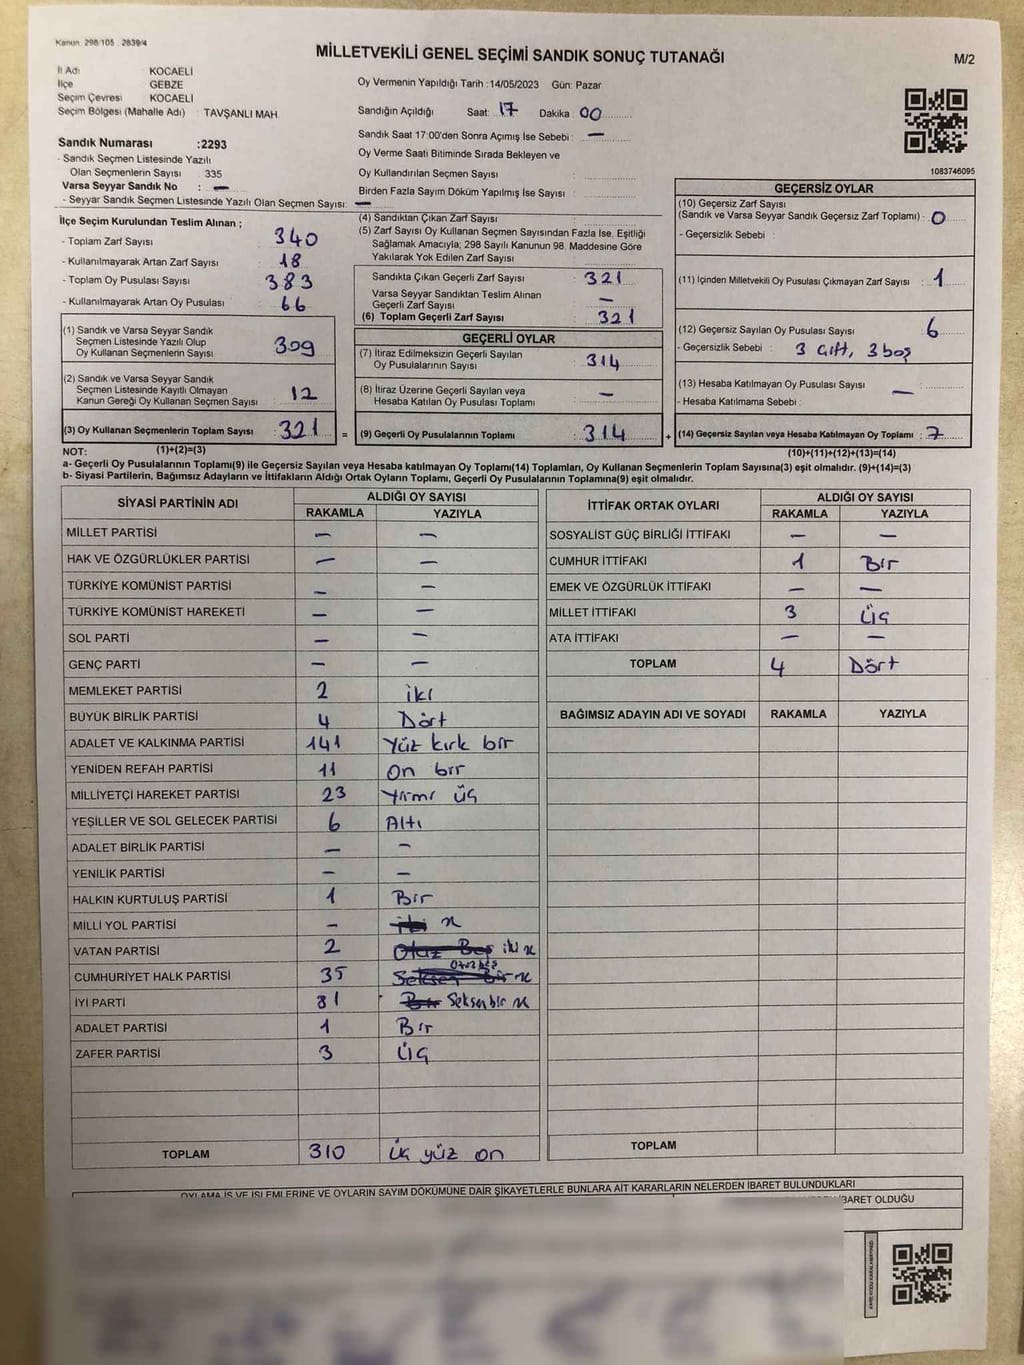 Kanun 298/105 2839/4
MİLLETVEKİLİ GENEL SEÇİMİ SANDIK SONUÇ TUTANAĞI
M/2
İl Adı: KOCAELİ
İlçe GEBZE
Seçim Çevresi KOCAELİ
Seçim Bölgesi (Mahalle Adı) : TAVŞANLI MAH.
Oy Vermenin Yapıldığı Tarih : 14/05/2023 Gün: Pazar
Sandığın Açıldığı Saat: 17 Dakika : 00
Sandık Saat 17:00'den Sonra Açımış İse Sebebi : —
Oy Verme Saati Bitiminde Sırada Bekleyen ve
Oy Kullandırılan Seçmen Sayısı :
Birden Fazla Sayım Döküm Yapılmış İse Sayısı :
1083746095
Sandık Numarası :2293
- Sandık Seçmen Listesinde Yazılı
Olan Seçmenlerin Sayısı : 335
Varsa Seyyar Sandık No : —
- Seyyar Sandık Seçmen Listesinde Yazılı Olan Seçmen Sayısı: —
İlçe Seçim Kurulundan Teslim Alınan ;
- Toplam Zarf Sayısı : 340
- Kullanılmayarak Artan Zarf Sayısı : 18
- Toplam Oy Pusulası Sayısı : 383
- Kullanılmayarak Artan Oy Pusulası : 66
(1) Sandık ve Varsa Seyyar Sandık
Seçmen Listesinde Yazılı Olup
Oy Kullanan Seçmenlerin Sayısı : 309
(2) Sandık ve Varsa Seyyar Sandık
Seçmen Listesinde Kayıtlı Olmayan
Kanun Gereği Oy Kullanan Seçmen Sayısı : 12
(3) Oy Kullanan Seçmenlerin Toplam Sayısı : 321 =
(4) Sandıktan Çıkan Zarf Sayısı :
(5) Zarf Sayısı Oy Kullanan Seçmen Sayısından Fazla İse, Eşitliği
Sağlamak Amacıyla; 298 Sayılı Kanunun 98. Maddesine Göre
Yakılarak Yok Edilen Zarf Sayısı :
Sandıkta Çıkan Geçerli Zarf Sayısı : 321
Varsa Seyyar Sandıktan Teslim Alınan
Geçerli Zarf Sayısı : —
(6) Toplam Geçerli Zarf Sayısı : 321
GEÇERLİ OYLAR
(7) İtiraz Edilmeksizin Geçerli Sayılan
Oy Pusulalarının Sayısı : 314
(8) İtiraz Üzerine Geçerli Sayılan veya
Hesaba Katılan Oy Pusulası Toplamı : —
(9) Geçerli Oy Pusulalarının Toplamı : 314 +
GEÇERSİZ OYLAR
(10) Geçersiz Zarf Sayısı
(Sandık ve Varsa Seyyar Sandık Geçersiz Zarf Toplamı) : 0
- Geçersizlik Sebebi :
(11) İçinden Milletvekili Oy Pusulası Çıkmayan Zarf Sayısı : 1
(12) Geçersiz Sayılan Oy Pusulası Sayısı : 6
- Geçersizlik Sebebi : 3 Çift, 3 boş
(13) Hesaba Katılmayan Oy Pusulası Sayısı : —
- Hesaba Katılmama Sebebi :
(14) Geçersiz Sayılan veya Hesaba Katılmayan Oy Toplamı : 7
NOT: (1)+(2)=(3) (10)+(11)+(12)+(13)=(14)
a- Geçerli Oy Pusulalarının Toplamı(9) ile Geçersiz Sayılan veya Hesaba katılmayan Oy Toplamı(14) Toplamları, Oy Kullanan Seçmenlerin Toplam Sayısına(3) eşit olmalıdır. (9)+(14)=(3)
b- Siyasi Partilerin, Bağımsız Adayların ve İttifakların Aldığı Ortak Oyların Toplamı, Geçerli Oy Pusulalarının Toplamına(9) eşit olmalıdır.
SİYASİ PARTİNİN ADI ALDIĞI OY SAYISI
RAKAMLA YAZIYLA
MİLLET PARTİSİ — —
HAK VE ÖZGÜRLÜKLER PARTİSİ — —
TÜRKİYE KOMÜNİST PARTİSİ — —
TÜRKİYE KOMÜNİST HAREKETİ — —
SOL PARTİ — —
GENÇ PARTİ — —
MEMLEKET PARTİSİ 2 iki
BÜYÜK BİRLİK PARTİSİ 4 Dört
ADALET VE KALKINMA PARTİSİ 141 Yüz kırk bir
YENİDEN REFAH PARTİSİ 11 On bir
MİLLİYETÇİ HAREKET PARTİSİ 23 Yirmi üç
YEŞİLLER VE SOL GELECEK PARTİSİ 6 Altı
ADALET BİRLİK PARTİSİ — —
YENİLİK PARTİSİ — —
HALKIN KURTULUŞ PARTİSİ 1 Bir
MİLLİ YOL PARTİSİ — iki x
VATAN PARTİSİ 2 Otuz Beş iki x
CUMHURİYET HALK PARTİSİ 35 Seksen bir Otuz beş x
İYİ PARTİ 81 Bir Seksen bir x
ADALET PARTİSİ 1 Bir
ZAFER PARTİSİ 3 üç
TOPLAM 310 üç yüz on
İTTİFAK ORTAK OYLARI ALDIĞI OY SAYISI
RAKAMLA YAZIYLA
SOSYALİST GÜÇ BİRLİĞİ İTTİFAKI — —
CUMHUR İTTİFAKI 1 Bir
EMEK VE ÖZGÜRLÜK İTTİFAKI — —
MİLLET İTTİFAKI 3 Üç
ATA İTTİFAKI — —
TOPLAM 4 Dört
BAĞIMSIZ ADAYIN ADI VE SOYADI RAKAMLA YAZIYLA
TOPLAM
OYLAMA İŞ VE İŞLEMLERİNE VE OYLARIN SAYIM DÖKÜMÜNE DAİR ŞİKAYETLERLE BUNLARA AİT KARARLARIN NELERDEN İBARET BULUNDUKLARI
İBARET OLDUĞU